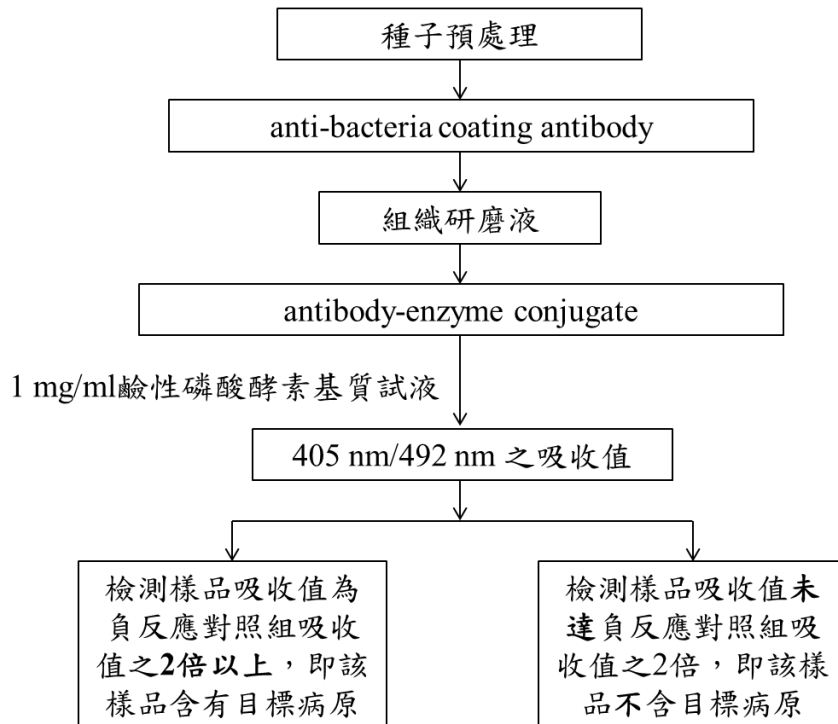 種子預處理
anti-bacteria coating antibody
組織研磨液
antibody-enzyme conjugate
1 mg/ml鹼性磷酸酵素基質試液
405 nm/492 nm 之吸收值
檢測樣品吸收值為
負反應對照組吸收
值之2倍以上，即該
樣品含有目標病原
檢測樣品吸收值未
達負反應對照組吸
收值之2倍，即該樣
品不含目標病原